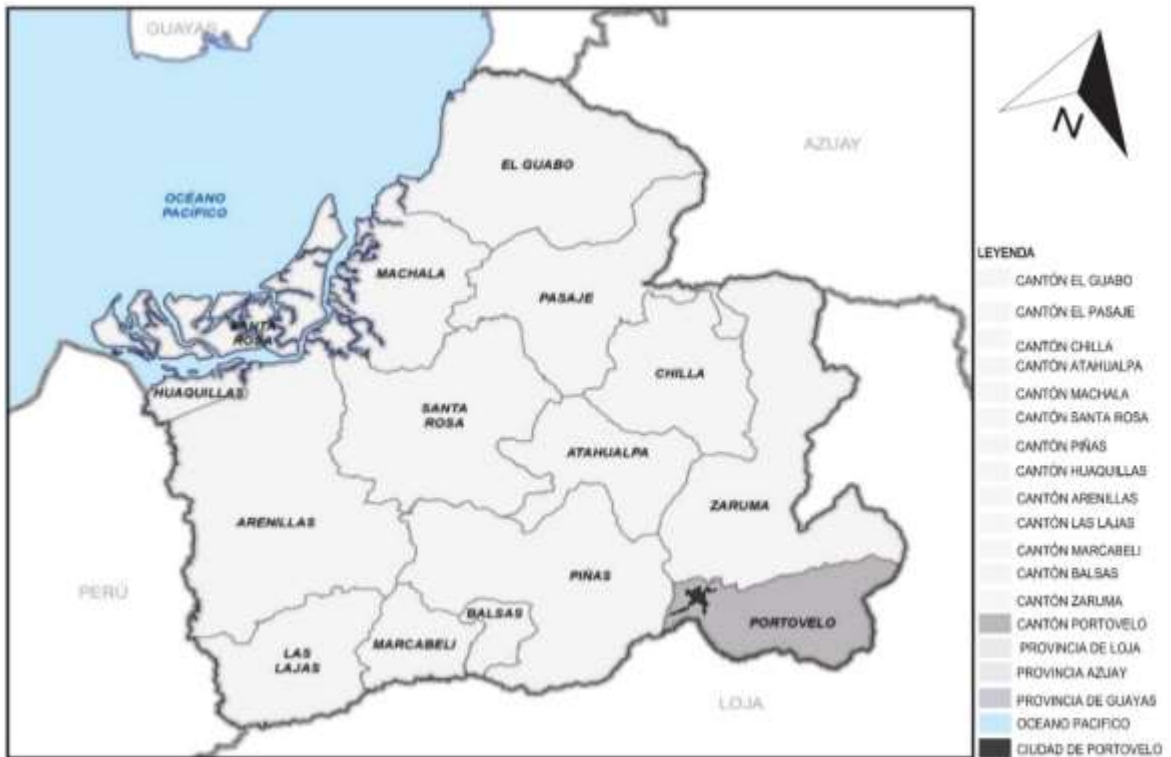 GUAYAS
AZUAY
EL GUABO
OCÉANO
PACÍFICO
MACHALA
PASAJE
SANTA
ROSA
HUAQUILLAS
CHILLA
SANTA
ROSA
ATAHUALPA
ZARUMA
ARENILLAS
PIÑAS
PERÚ
BALSAS
PORTOVELO
MARCABELI
LAS
LAJAS
LOJA
N
LEYENDA
CANTÓN EL GUABO
CANTÓN EL PASAJE
CANTÓN CHILLA
CANTÓN ATAHUALPA
CANTÓN MACHALA
CANTÓN SANTA ROSA
CANTÓN PIÑAS
CANTÓN HUAQUILLAS
CANTÓN ARENILLAS
CANTÓN LAS LAJAS
CANTÓN MARCABELI
CANTÓN BALSAS
CANTÓN ZARUMA
CANTÓN PORTOVELO
PROVINCIA DE LOJA
PROVINCIA AZUAY
PROVINCIA DE GUAYAS
OCEANO PACIFICO
CIUDAD DE PORTOVELO